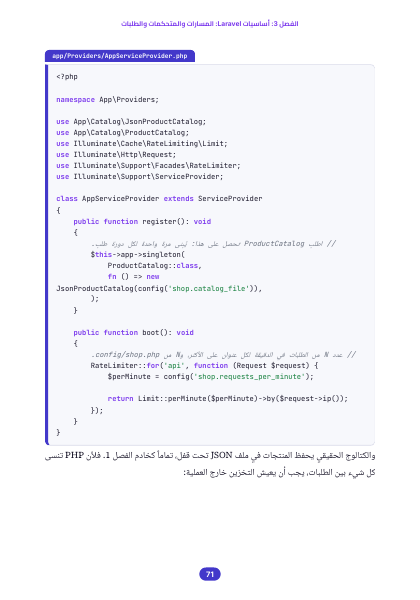 الفصل 3: أساسيات Laravel: المسارات والمتحكمات والطلبات
app/Providers/AppServiceProvider.php
<?php
namespace App\Providers;
use App\Catalog\JsonProductCatalog;
use App\Catalog\ProductCatalog;
use Illuminate\Cache\RateLimiting\Limit;
use Illuminate\Http\Request;
use Illuminate\Support\Facades\RateLimiter;
use Illuminate\Support\ServiceProvider;
class AppServiceProvider extends ServiceProvider
{
public function register(): void
{
// اطلب ProductCatalog تحصل على هذا: يُبنى مرة واحدة لكل دورة طلب.
$this->app->singleton(
ProductCatalog::class,
fn () => new
JsonProductCatalog(config('shop.catalog_file')),
);
}
public function boot(): void
{
// عدد N من الطلبات في الدقيقة لكل عنوان على الأكثر، وN من config/shop.php.
RateLimiter::for('api', function (Request $request) {
$perMinute = config('shop.requests_per_minute');
return Limit::perMinute($perMinute)->by($request->ip());
});
}
}
والكتالوج الحقيقي يحفظ المنتجات في ملف JSON تحت قفل، تماماً كخادم الفصل 1. فلأن PHP تنسى
كل شيء بين الطلبات، يجب أن يعيش التخزين خارج العملية:
71